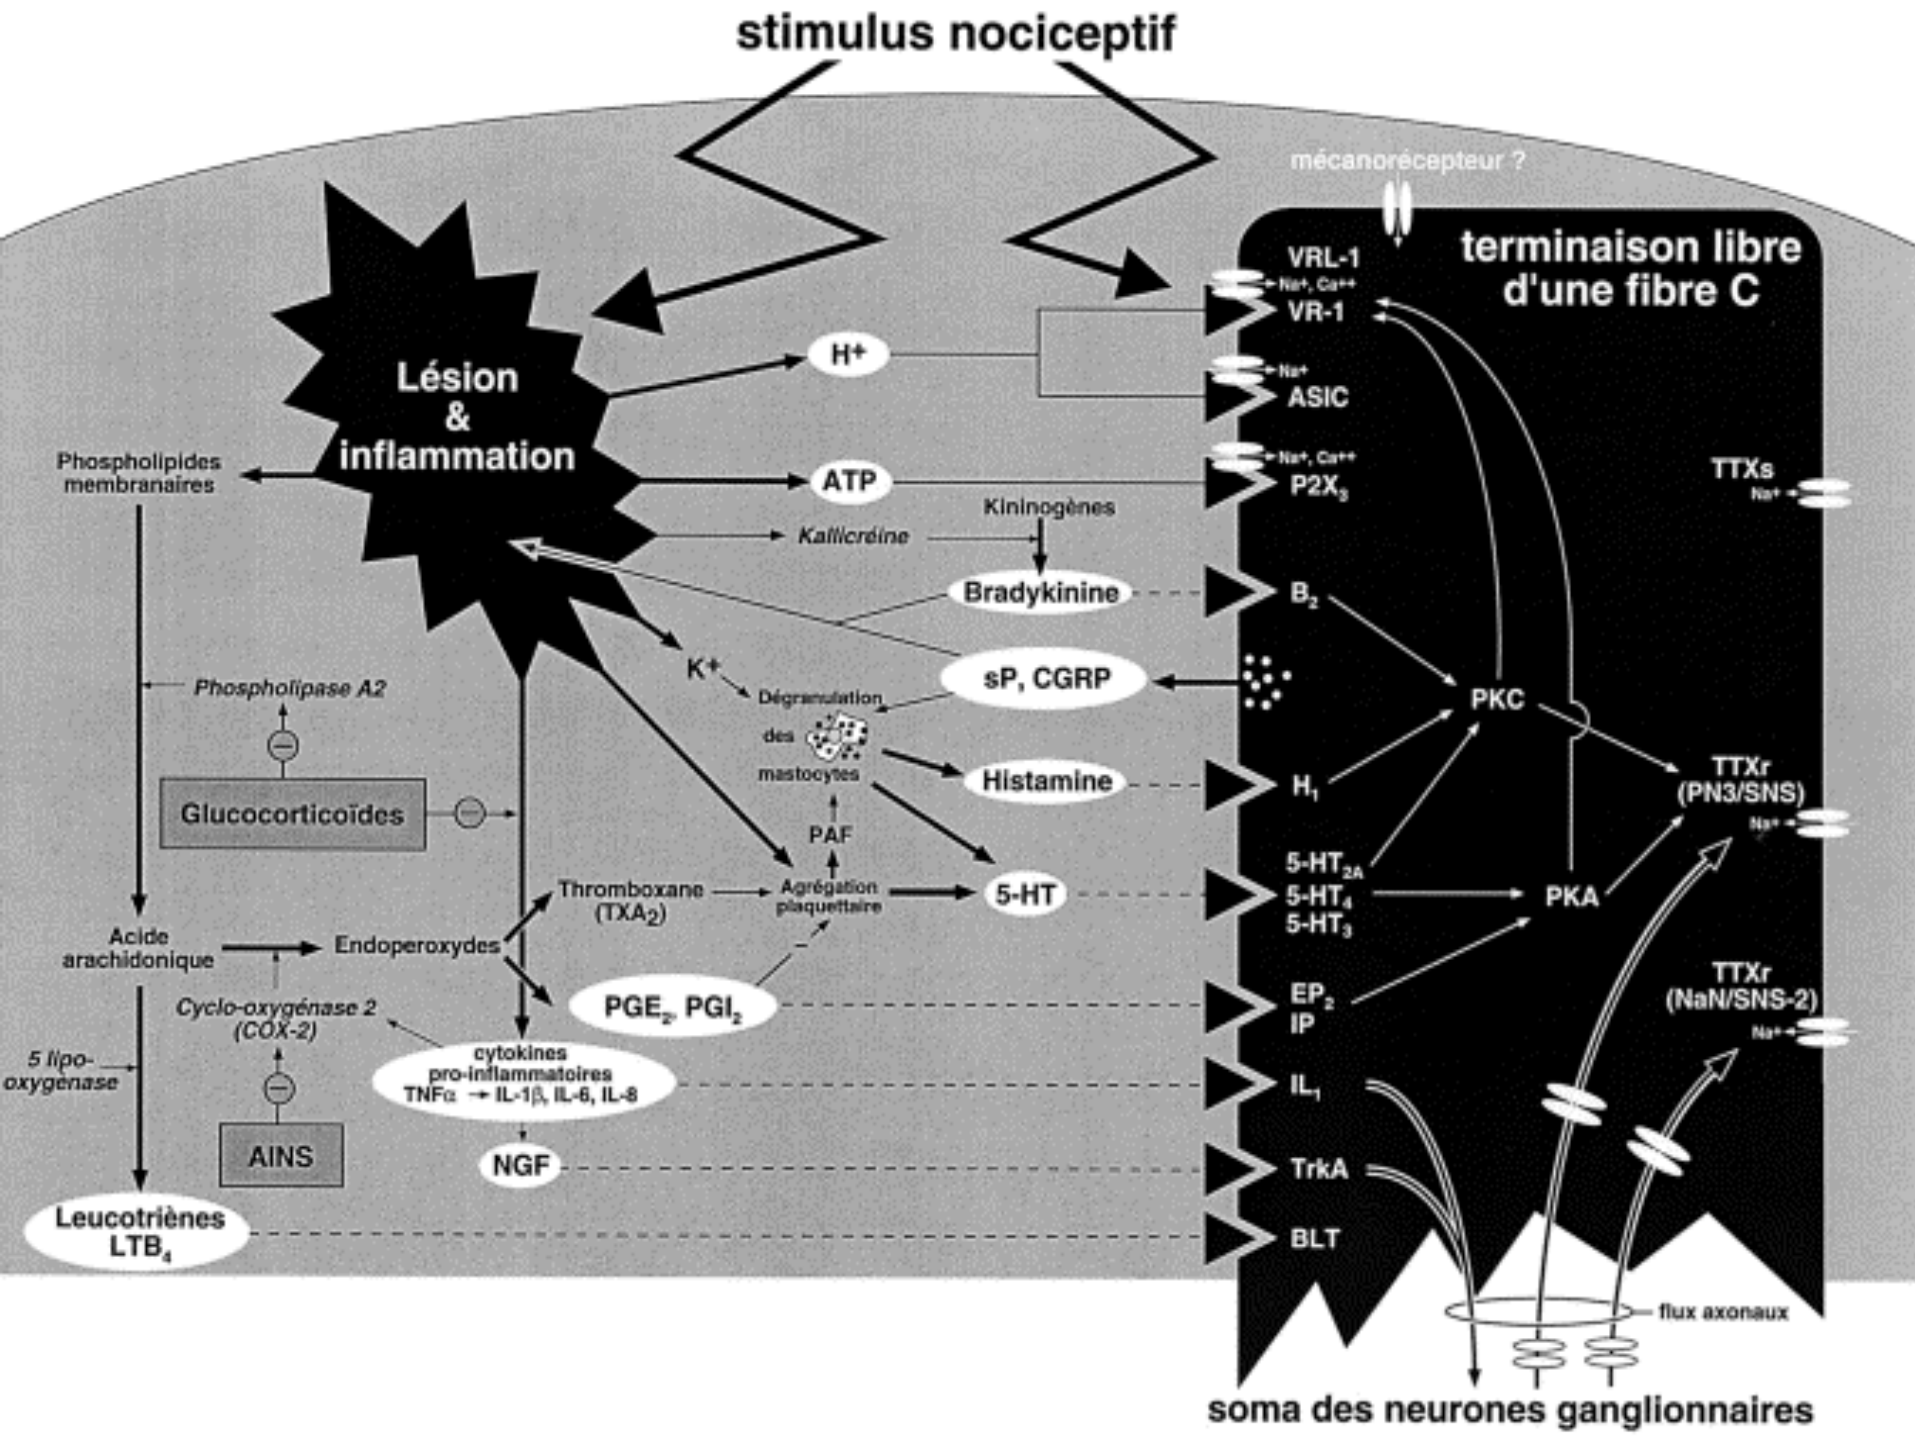 stimulus nociceptif
mécanorécepteur ?
terminaison libre
d'une fibre C
VRL-1
Na+, Ca++
VR-1
H+
Na+
ASIC
Lésion
&
inflammation
Phospholipides
membranaires
ATP
Na+, Ca++
P2X3
TTXs
Na+
Kininogènes
Kallicréine
Bradykinine
B2
K+
sP, CGRP
PKC
Phospholipase A2
Dégranulation
des
mastocytes
Histamine
H1
TTXr
(PN3/SNS)
Na+
Glucocorticoïdes
PAF
Thromboxane
(TXA2)
Agrégation
plaquettaire
5-HT
5-HT2A
5-HT4
5-HT3
PKA
Acide
arachidonique
Endoperoxydes
TTXr
(NaN/SNS-2)
Na+
Cyclo-oxygénase 2
(COX-2)
PGE2, PGI2
EP2
IP
5 lipo-
oxygénase
cytokines
pro-inflammatoires
TNFα → IL-1β, IL-6, IL-8
IL1
AINS
NGF
TrkA
Leucotriènes
LTB4
BLT
flux axonaux
soma des neurones ganglionnaires